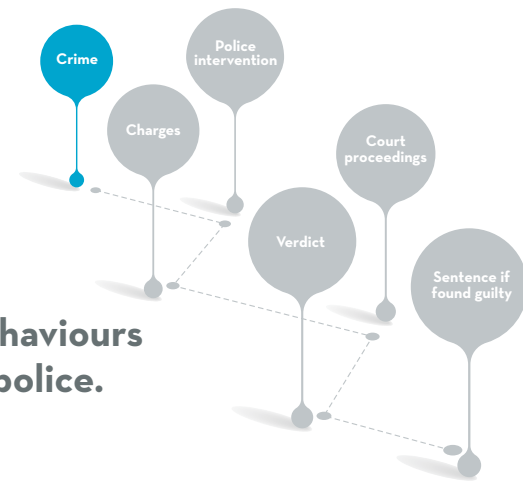 Crime
Police
intervention
Charges
Court
proceedings
Verdict
Sentence if
found guilty
haviours
police.